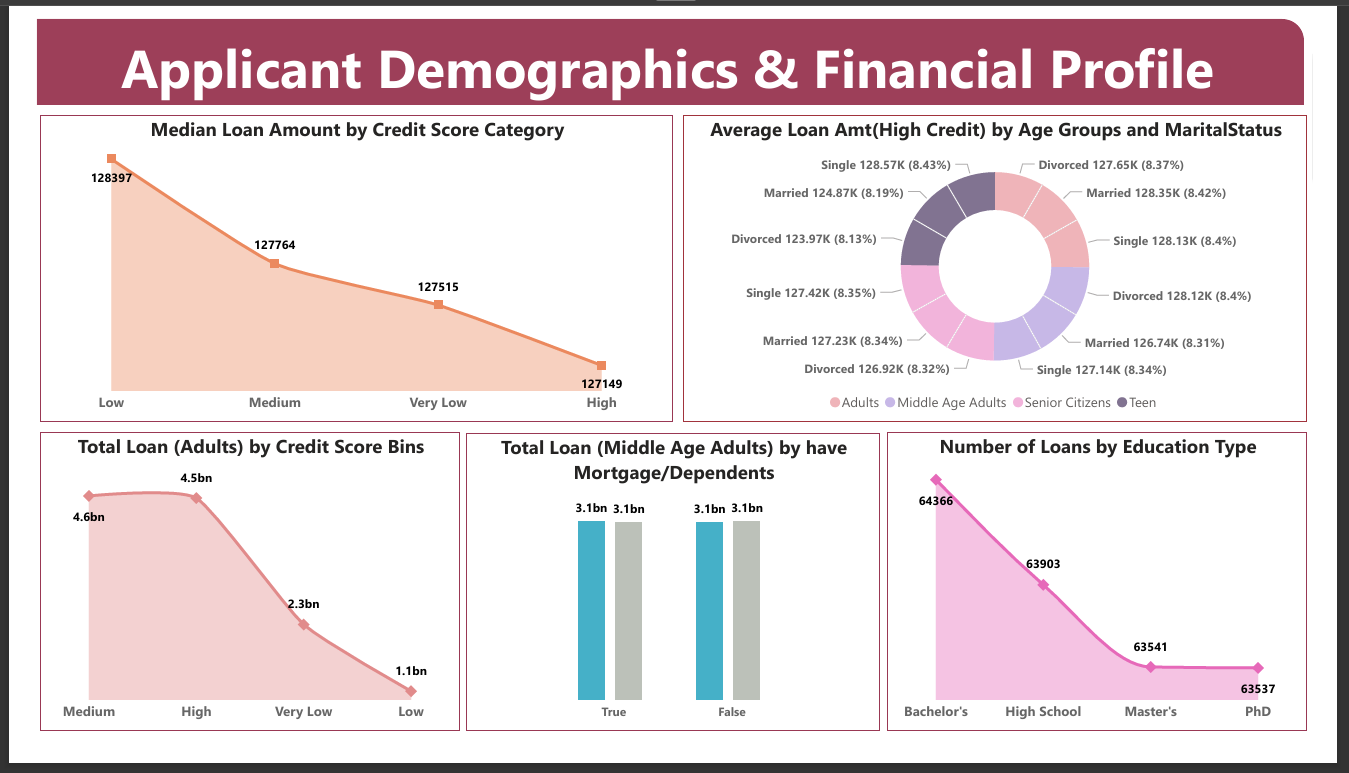 Applicant Demographics & Financial Profile
Median Loan Amount by Credit Score Category
128397
127764
127515
127149
Low
Medium
Very Low
High
Average Loan Amt(High Credit) by Age Groups and MaritalStatus
Single 128.57K (8.43%)
Divorced 127.65K (8.37%)
Married 124.87K (8.19%)
Married 128.35K (8.42%)
Divorced 123.97K (8.13%)
Single 128.13K (8.4%)
Single 127.42K (8.35%)
Divorced 128.12K (8.4%)
Married 127.23K (8.34%)
Married 126.74K (8.31%)
Divorced 126.92K (8.32%)
Single 127.14K (8.34%)
Adults
Middle Age Adults
Senior Citizens
Teen
Total Loan (Adults) by Credit Score Bins
4.6bn
4.5bn
2.3bn
1.1bn
Medium
High
Very Low
Low
Total Loan (Middle Age Adults) by have
Mortgage/Dependents
3.1bn
3.1bn
3.1bn
3.1bn
True
False
Number of Loans by Education Type
64366
63903
63541
63537
Bachelor's
High School
Master's
PhD